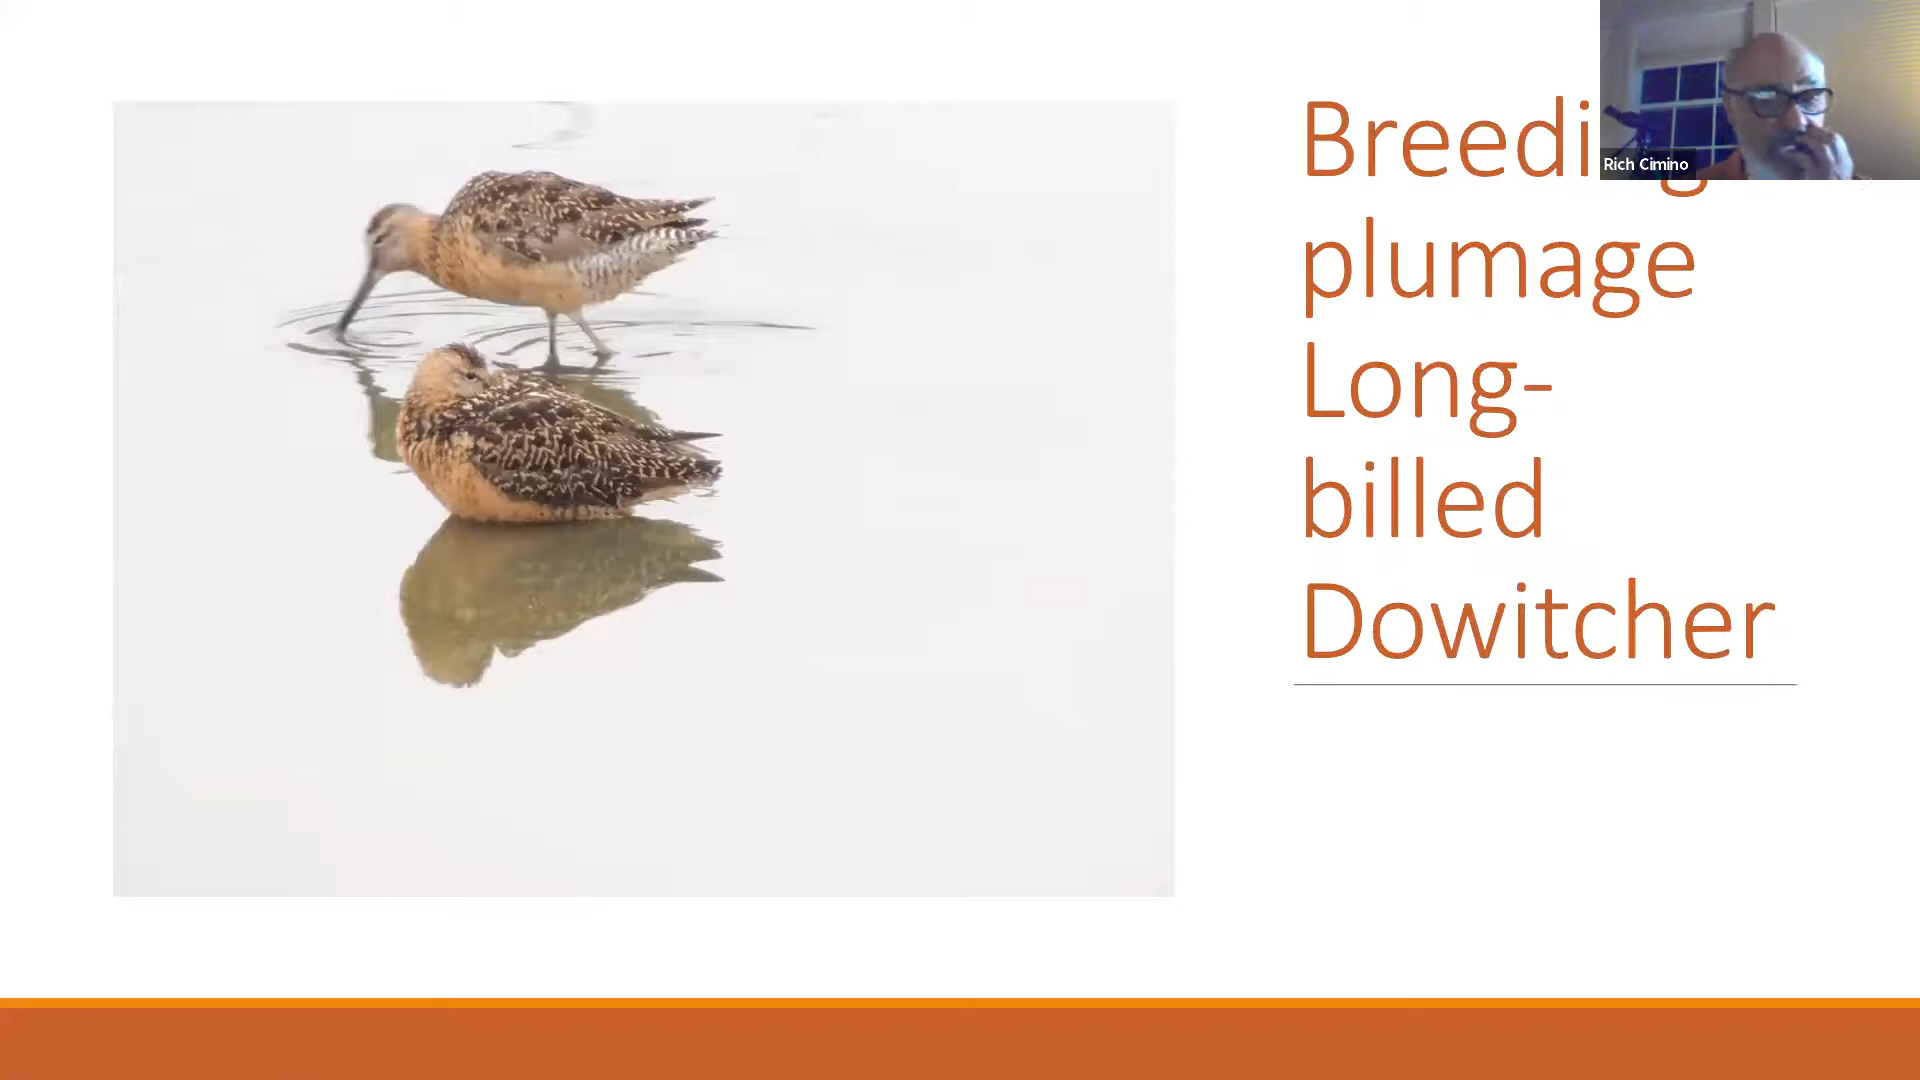 Breeding
plumage
Long-
billed
Dowitcher
Rich Cimino